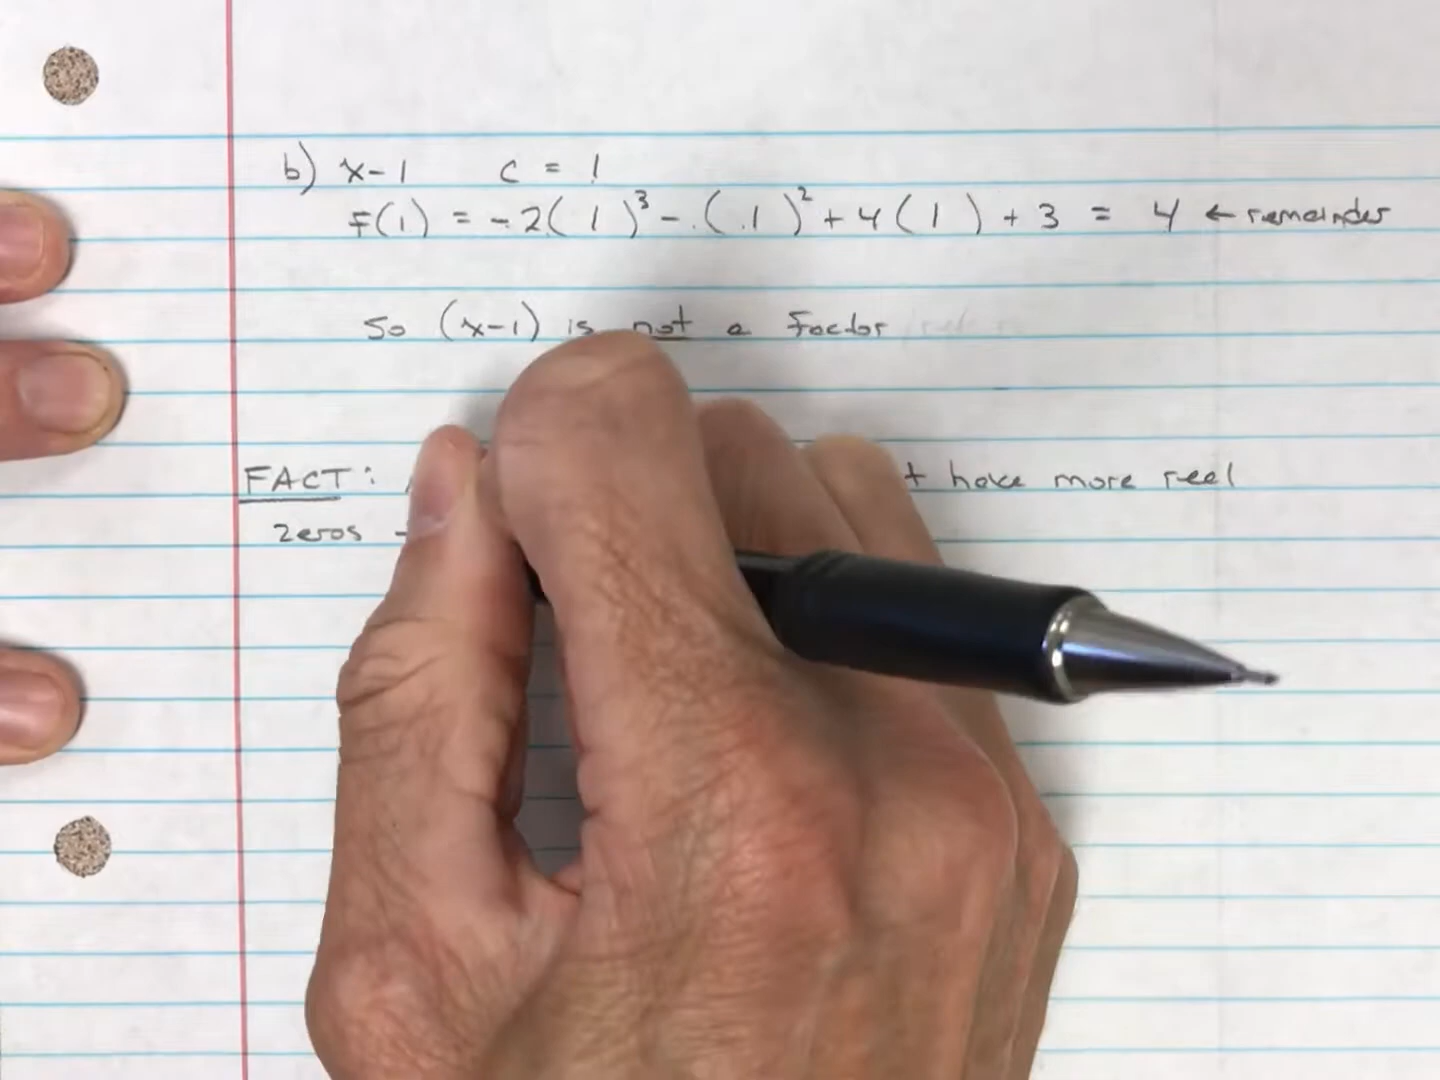 b) x-1 c = 1
F(1) = -2(1)³ - (1)² + 4(1) + 3 = 4 ← remainder
So (x-1) is not a factor
FACT: have more real
zeros